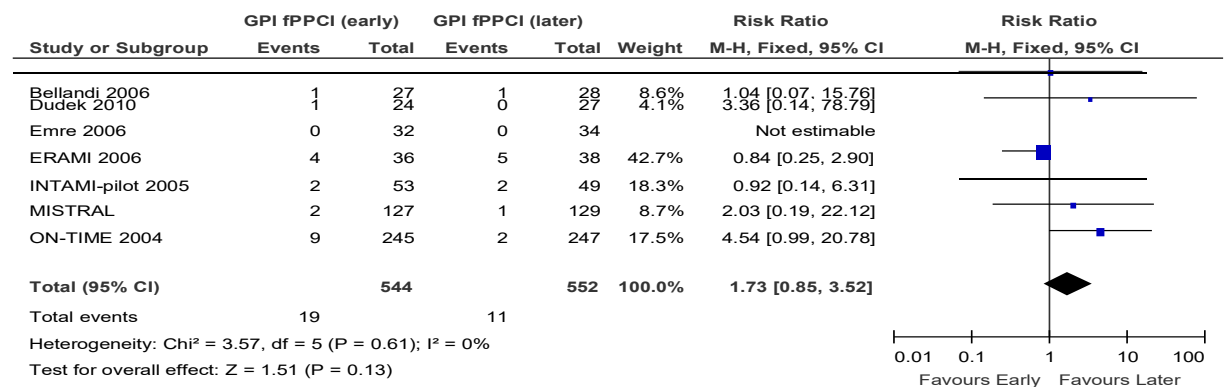 GPI fPPCI (early) GPI fPPCI (later) Risk Ratio Risk Ratio
Study or Subgroup Events Total Events Total Weight M-H, Fixed, 95% CI M-H, Fixed, 95% CI
Bellandi 2006 1 27 1 28 8.6% 1.04 [0.07, 15.76]
Dudek 2010 1 24 0 27 4.1% 3.36 [0.14, 78.79]
Emre 2006 0 32 0 34 Not estimable
ERAMI 2006 4 36 5 38 42.7% 0.84 [0.25, 2.90]
INTAMI-pilot 2005 2 53 2 49 18.3% 0.92 [0.14, 6.31]
MISTRAL 2 127 1 129 8.7% 2.03 [0.19, 22.12]
ON-TIME 2004 9 245 2 247 17.5% 4.54 [0.99, 20.78]
Total (95% CI) 544 552 100.0% 1.73 [0.85, 3.52]
Total events 19 11
Heterogeneity: Chi² = 3.57, df = 5 (P = 0.61); I² = 0%
Test for overall effect: Z = 1.51 (P = 0.13)
0.01 0.1 1 10 100
Favours Early Favours Later